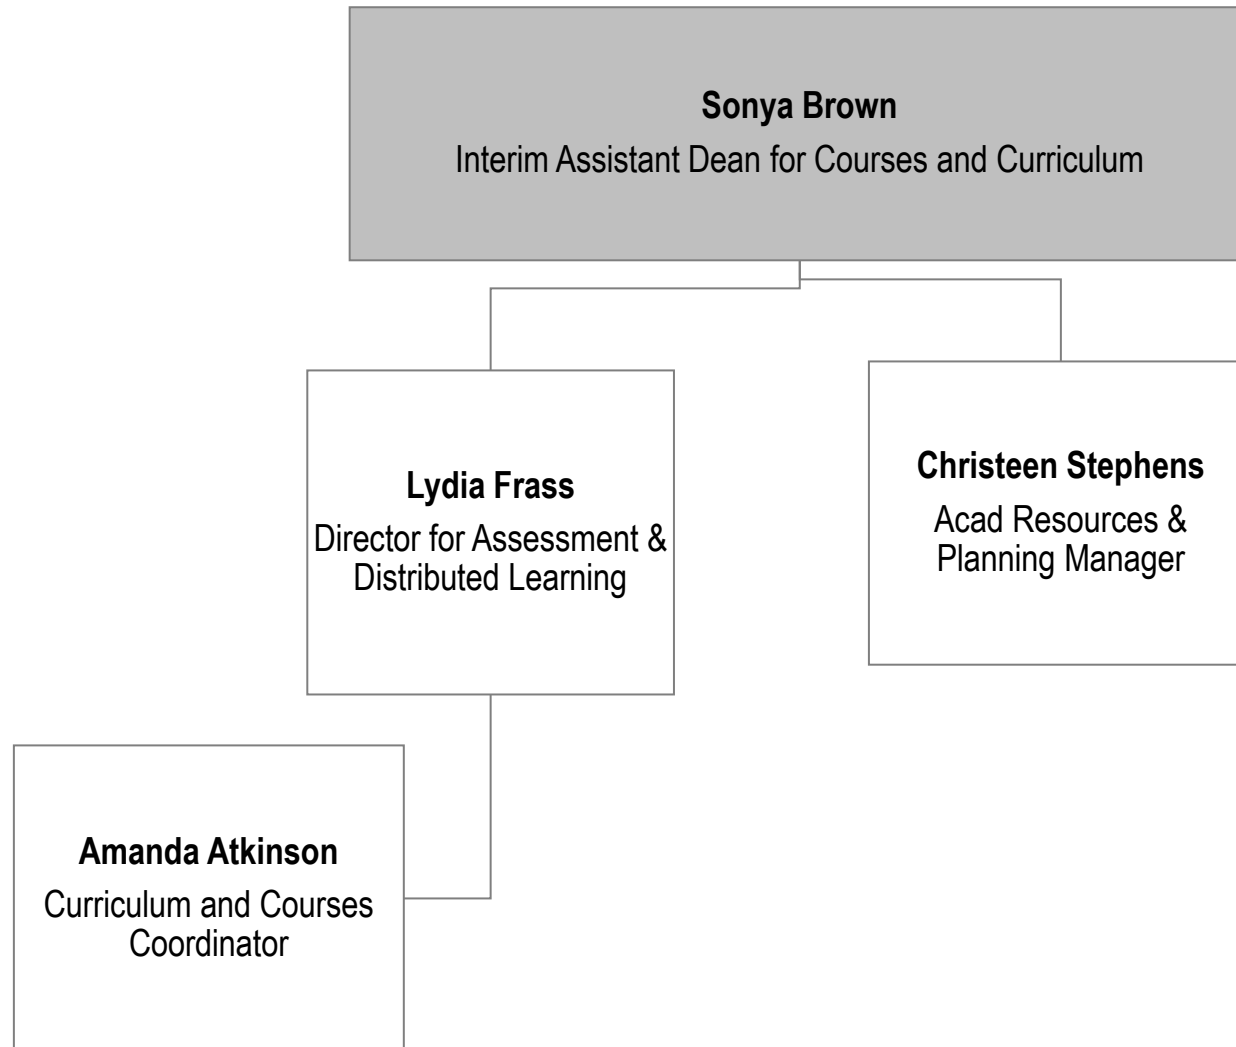 Sonya Brown
Interim Assistant Dean for Courses and Curriculum
Lydia Frass
Director for Assessment &
Distributed Learning
Christeen Stephens
Acad Resources &
Planning Manager
Amanda Atkinson
Curriculum and Courses
Coordinator